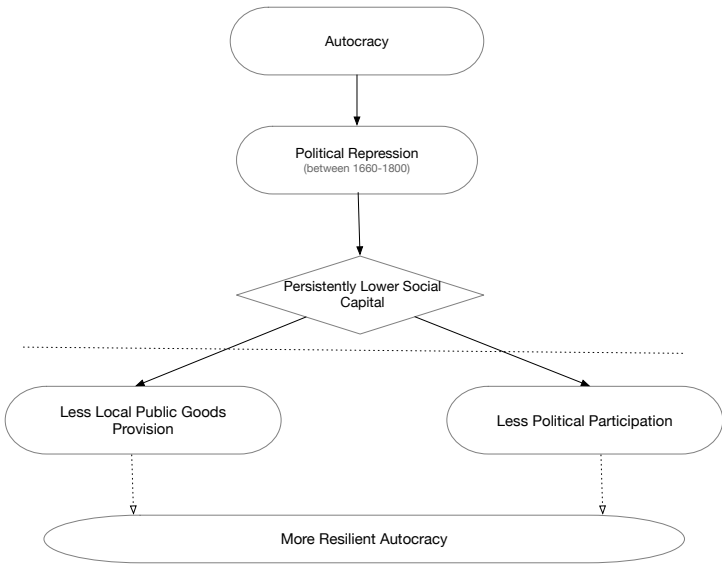 Autocracy
Political Repression
(between 1660-1800)
Persistently Lower Social
Capital
Less Local Public Goods
Provision
Less Political Participation
More Resilient Autocracy